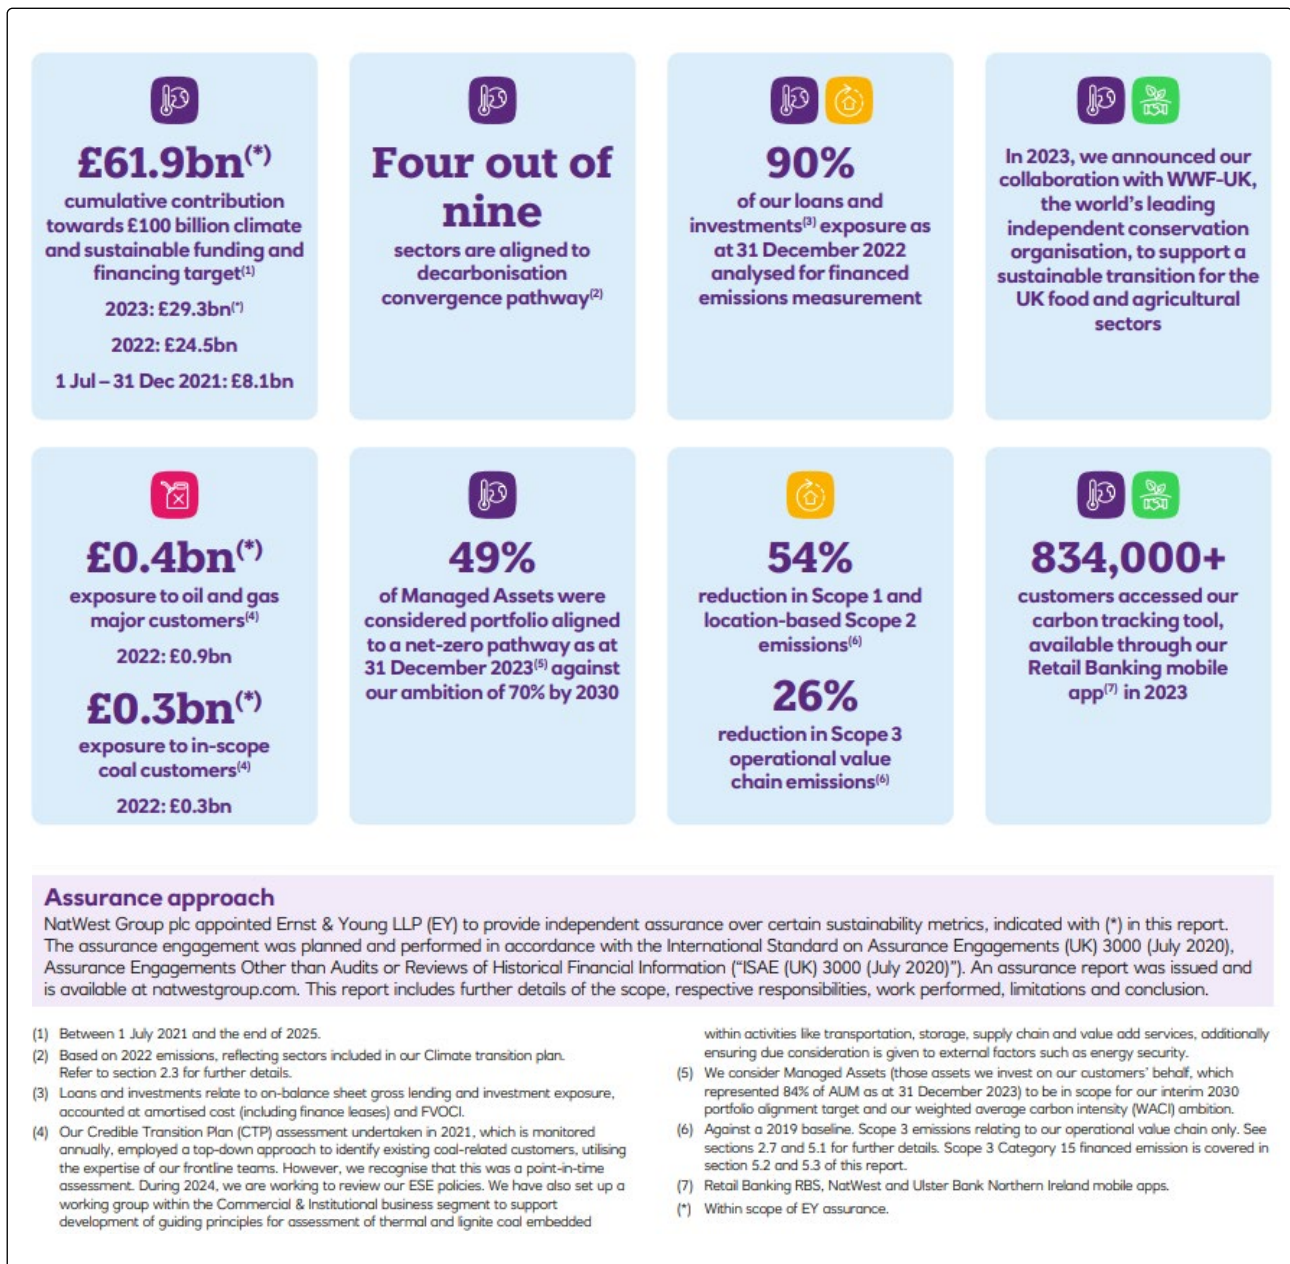 £61.9bn(*)
cumulative contribution
towards £100 billion climate
and sustainable funding and
financing target(1)
2023: £29.3bn(*)
2022: £24.5bn
1 Jul – 31 Dec 2021: £8.1bn
Four out of
nine
sectors are aligned to
decarbonisation
convergence pathway(2)
90%
of our loans and
investments(3) exposure as
at 31 December 2022
analysed for financed
emissions measurement
In 2023, we announced our
collaboration with WWF-UK,
the world's leading
independent conservation
organisation, to support a
sustainable transition for the
UK food and agricultural
sectors
£0.4bn(*)
exposure to oil and gas
major customers(4)
2022: £0.9bn
£0.3bn(*)
exposure to in-scope
coal customers(4)
2022: £0.3bn
49%
of Managed Assets were
considered portfolio aligned
to a net-zero pathway as at
31 December 2023(5) against
our ambition of 70% by 2030
54%
reduction in Scope 1 and
location-based Scope 2
emissions(6)
26%
reduction in Scope 3
operational value
chain emissions(6)
834,000+
customers accessed our
carbon tracking tool,
available through our
Retail Banking mobile
app(7) in 2023
Assurance approach
NatWest Group plc appointed Ernst & Young LLP (EY) to provide independent assurance over certain sustainability metrics, indicated with (*) in this report.
The assurance engagement was planned and performed in accordance with the International Standard on Assurance Engagements (UK) 3000 (July 2020),
Assurance Engagements Other than Audits or Reviews of Historical Financial Information ("ISAE (UK) 3000 (July 2020)"). An assurance report was issued and
is available at natwestgroup.com. This report includes further details of the scope, respective responsibilities, work performed, limitations and conclusion.
(1) Between 1 July 2021 and the end of 2025.
(2) Based on 2022 emissions, reflecting sectors included in our Climate transition plan.
Refer to section 2.3 for further details.
(3) Loans and investments relate to on-balance sheet gross lending and investment exposure,
accounted at amortised cost (including finance leases) and FVOCI.
(4) Our Credible Transition Plan (CTP) assessment undertaken in 2021, which is monitored
annually, employed a top-down approach to identify existing coal-related customers, utilising
the expertise of our frontline teams. However, we recognise that this was a point-in-time
assessment. During 2024, we are working to review our ESE policies. We have also set up a
working group within the Commercial & Institutional business segment to support
development of guiding principles for assessment of thermal and lignite coal embedded
within activities like transportation, storage, supply chain and value add services, additionally
ensuring due consideration is given to external factors such as energy security.
(5) We consider Managed Assets (those assets we invest on our customers' behalf, which
represented 84% of AUM as at 31 December 2023) to be in scope for our interim 2030
portfolio alignment target and our weighted average carbon intensity (WACI) ambition.
(6) Against a 2019 baseline. Scope 3 emissions relating to our operational value chain only. See
sections 2.7 and 5.1 for further details. Scope 3 Category 15 financed emission is covered in
section 5.2 and 5.3 of this report.
(7) Retail Banking RBS, NatWest and Ulster Bank Northern Ireland mobile apps.
(*) Within scope of EY assurance.